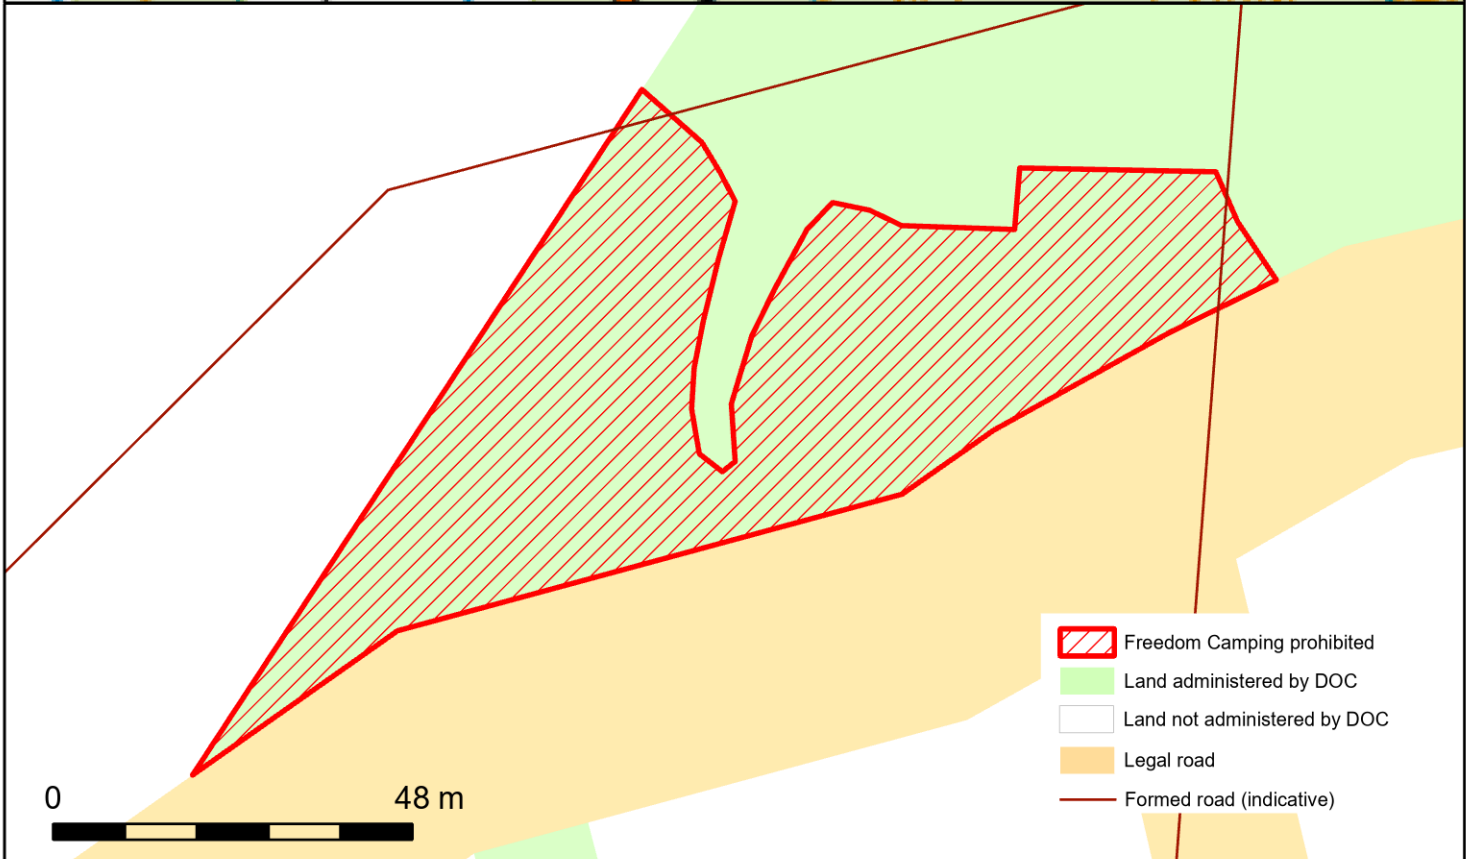 Freedom Camping prohibited
Land administered by DOC
Land not administered by DOC
Legal road
Formed road (indicative)
0 48 m